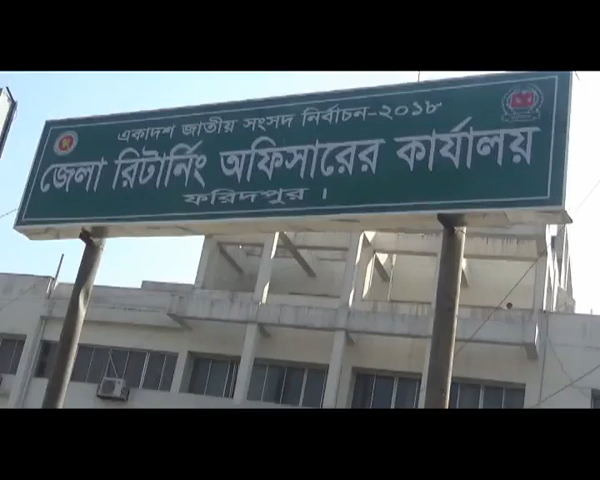 একাদশ জাতীয় সংসদ নির্বাচন-২০১৮
জেলা রিটার্নিং অফিসারের কার্যালয়
ফরিদপুর।